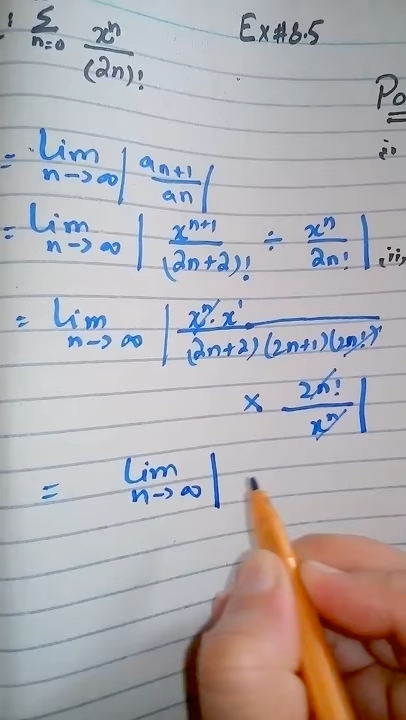 Ex#8.5
: ∑ n=0 xⁿ/(2n)!
Po
i)
= lim n→∞ | aₙ₊₁/aₙ |
= lim n→∞ | xⁿ⁺¹/(2n+2)! ÷ xⁿ/2n! |
ii)
= lim n→∞ | xⁿ·x¹/(2n+2)(2n+1)(2n!)
× 2n!/xⁿ |
= lim n→∞ |